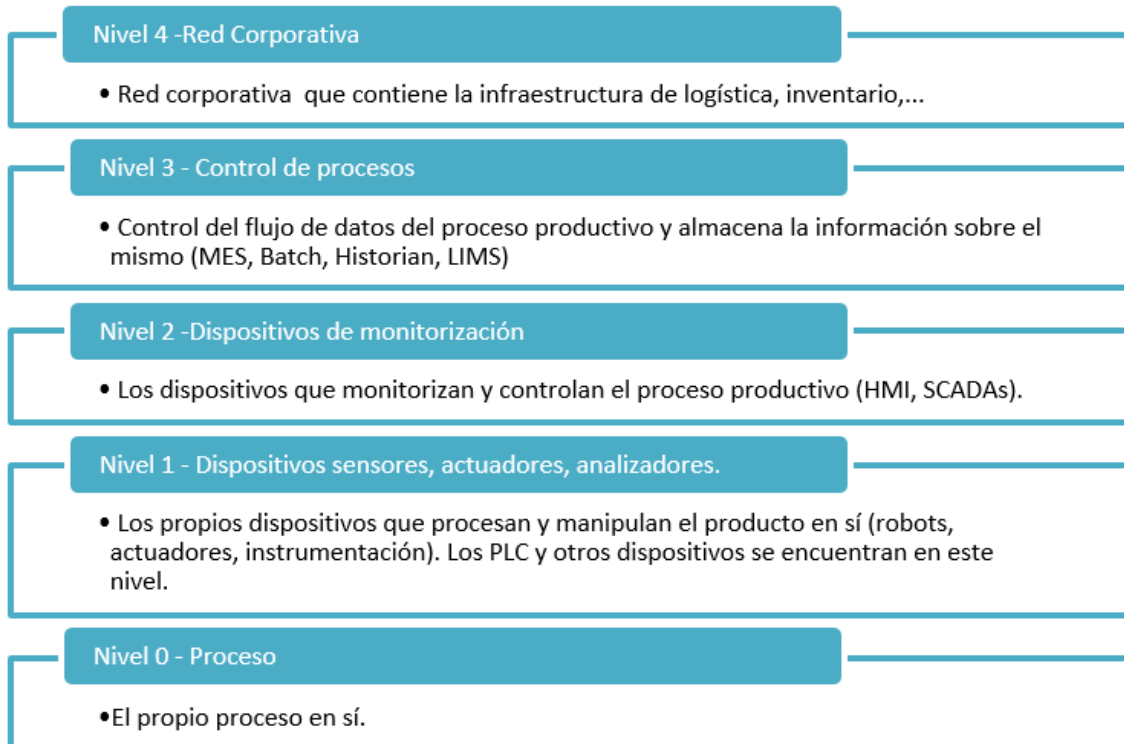 Nivel 4 -Red Corporativa
• Red corporativa que contiene la infraestructura de logística, inventario,...
Nivel 3 - Control de procesos
• Control del flujo de datos del proceso productivo y almacena la información sobre el
mismo (MES, Batch, Historian, LIMS)
Nivel 2 -Dispositivos de monitorización
• Los dispositivos que monitorizan y controlan el proceso productivo (HMI, SCADAs).
Nivel 1 - Dispositivos sensores, actuadores, analizadores.
• Los propios dispositivos que procesan y manipulan el producto en sí (robots,
actuadores, instrumentación). Los PLC y otros dispositivos se encuentran en este
nivel.
Nivel 0 - Proceso
•El propio proceso en sí.